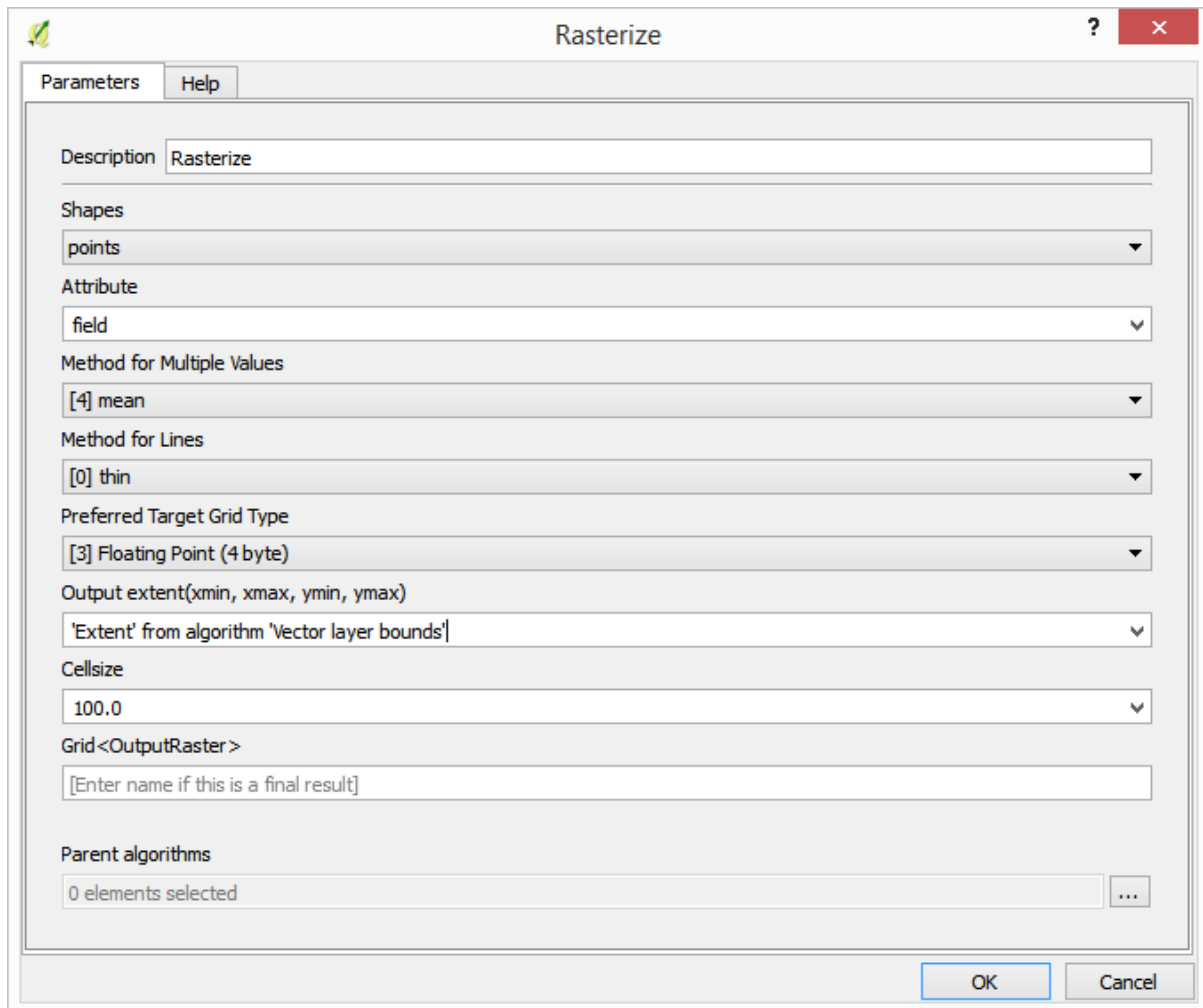 Rasterize
?
Parameters
Help
Description
Rasterize
Shapes
points
Attribute
field
Method for Multiple Values
[4] mean
Method for Lines
[0] thin
Preferred Target Grid Type
[3] Floating Point (4 byte)
Output extent(xmin, xmax, ymin, ymax)
'Extent' from algorithm 'Vector layer bounds'
Cellsize
100.0
Grid<OutputRaster>
[Enter name if this is a final result]
Parent algorithms
0 elements selected
...
OK
Cancel